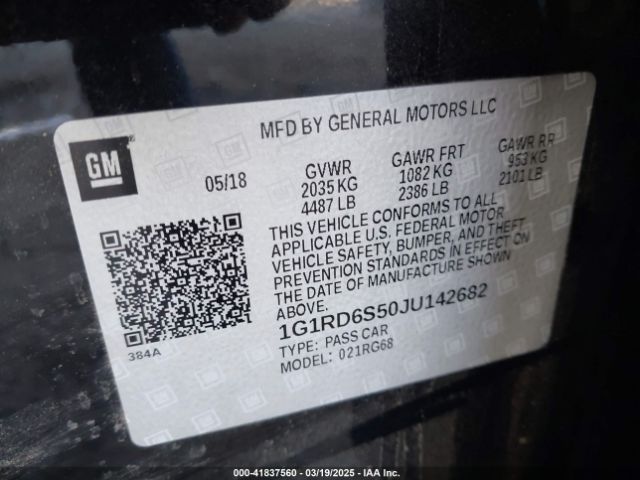 MFD BY GENERAL MOTORS LLC
GM
05/18
GVWR GAWR FRT GAWR RR
2035 KG 1082 KG 953 KG
4487 LB 2386 LB 2101 LB
THIS VEHICLE CONFORMS TO ALL
APPLICABLE U.S. FEDERAL MOTOR
VEHICLE SAFETY, BUMPER, AND THEFT
PREVENTION STANDARDS IN EFFECT ON
THE DATE OF MANUFACTURE SHOWN
ABOVE.
1G1RD6S50JU142682
TYPE: PASS CAR
MODEL: 021RG68
384A
000-41837560 — 03/19/2025 — IAA Inc.